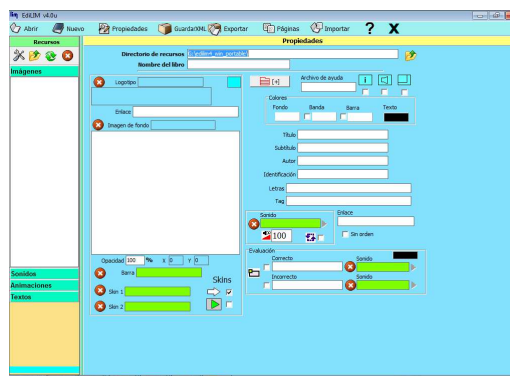 EdiLIM v4.0u
Abrir Nuevo Propiedades GuardatXML Exportar Páginas Importar ? X
Recursos
Propiedades
Directorio de recursos
Nombre del libro
Imágenes
Logotipo
Enlace
Imagen de fondo
Opacidad 100 % X 0 Y 0
Barra
Skins
Skin 1
Skin 2
[+]
Archivo de ayuda
i
Colores
Fondo Banda Barra Texto
Título
Subtítulo
Autor
Identificación
Letras
Tag
Sonido
Enlace
100
Sin orden
Evaluación
Correcto Sonido
Incorrecto Sonido
Sonidos
Animaciones
Textos